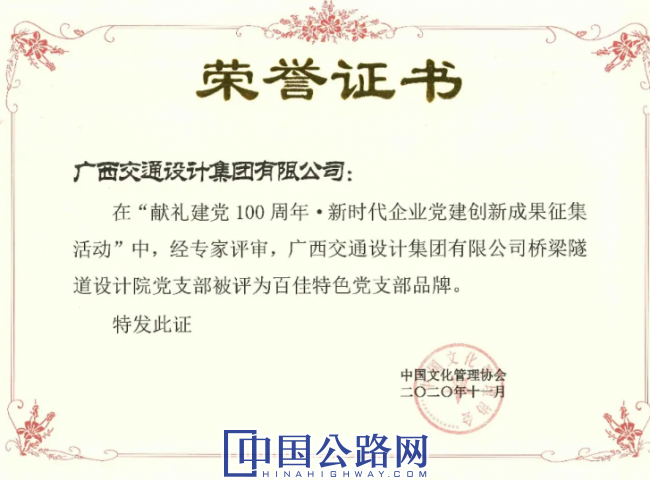 荣誉证书
广西交通设计集团有限公司：
在“献礼建党 100 周年·新时代企业党建创新成果征集
活动”中，经专家评审，广西交通设计集团有限公司桥梁隧
道设计院党支部被评为百佳特色党支部品牌。
特发此证
中国文化管理协会
二〇二〇年十一月
中国文化管理协会
中国公路网
CHINAHIGHWAY.COM